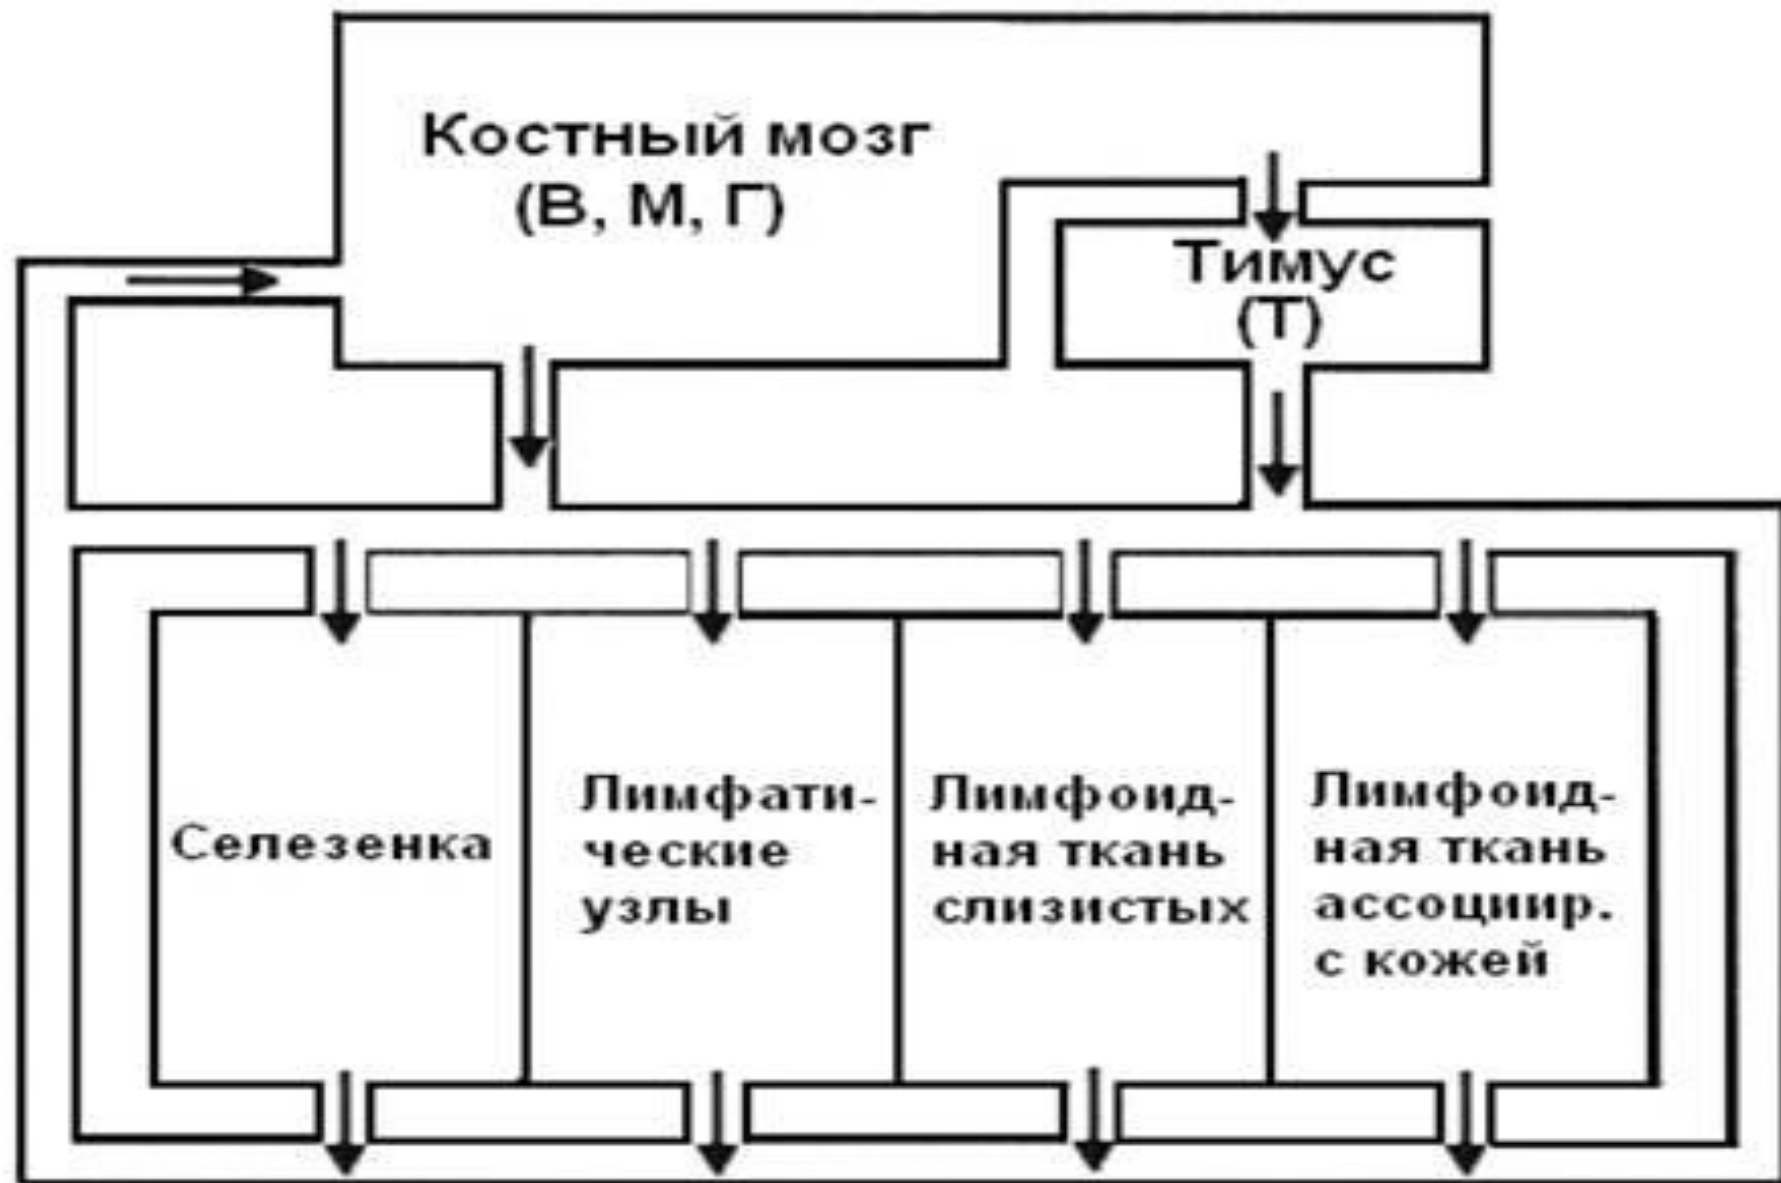 Костный мозг
(В, М, Г)
Тимус
(Т)
Селезенка
Лимфати-
ческие
узлы
Лимфоид-
ная ткань
слизистых
Лимфоид-
ная ткань
ассоциир.
с кожей